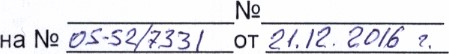 №
на № 05-52/7331 от 21.12.2016 г.